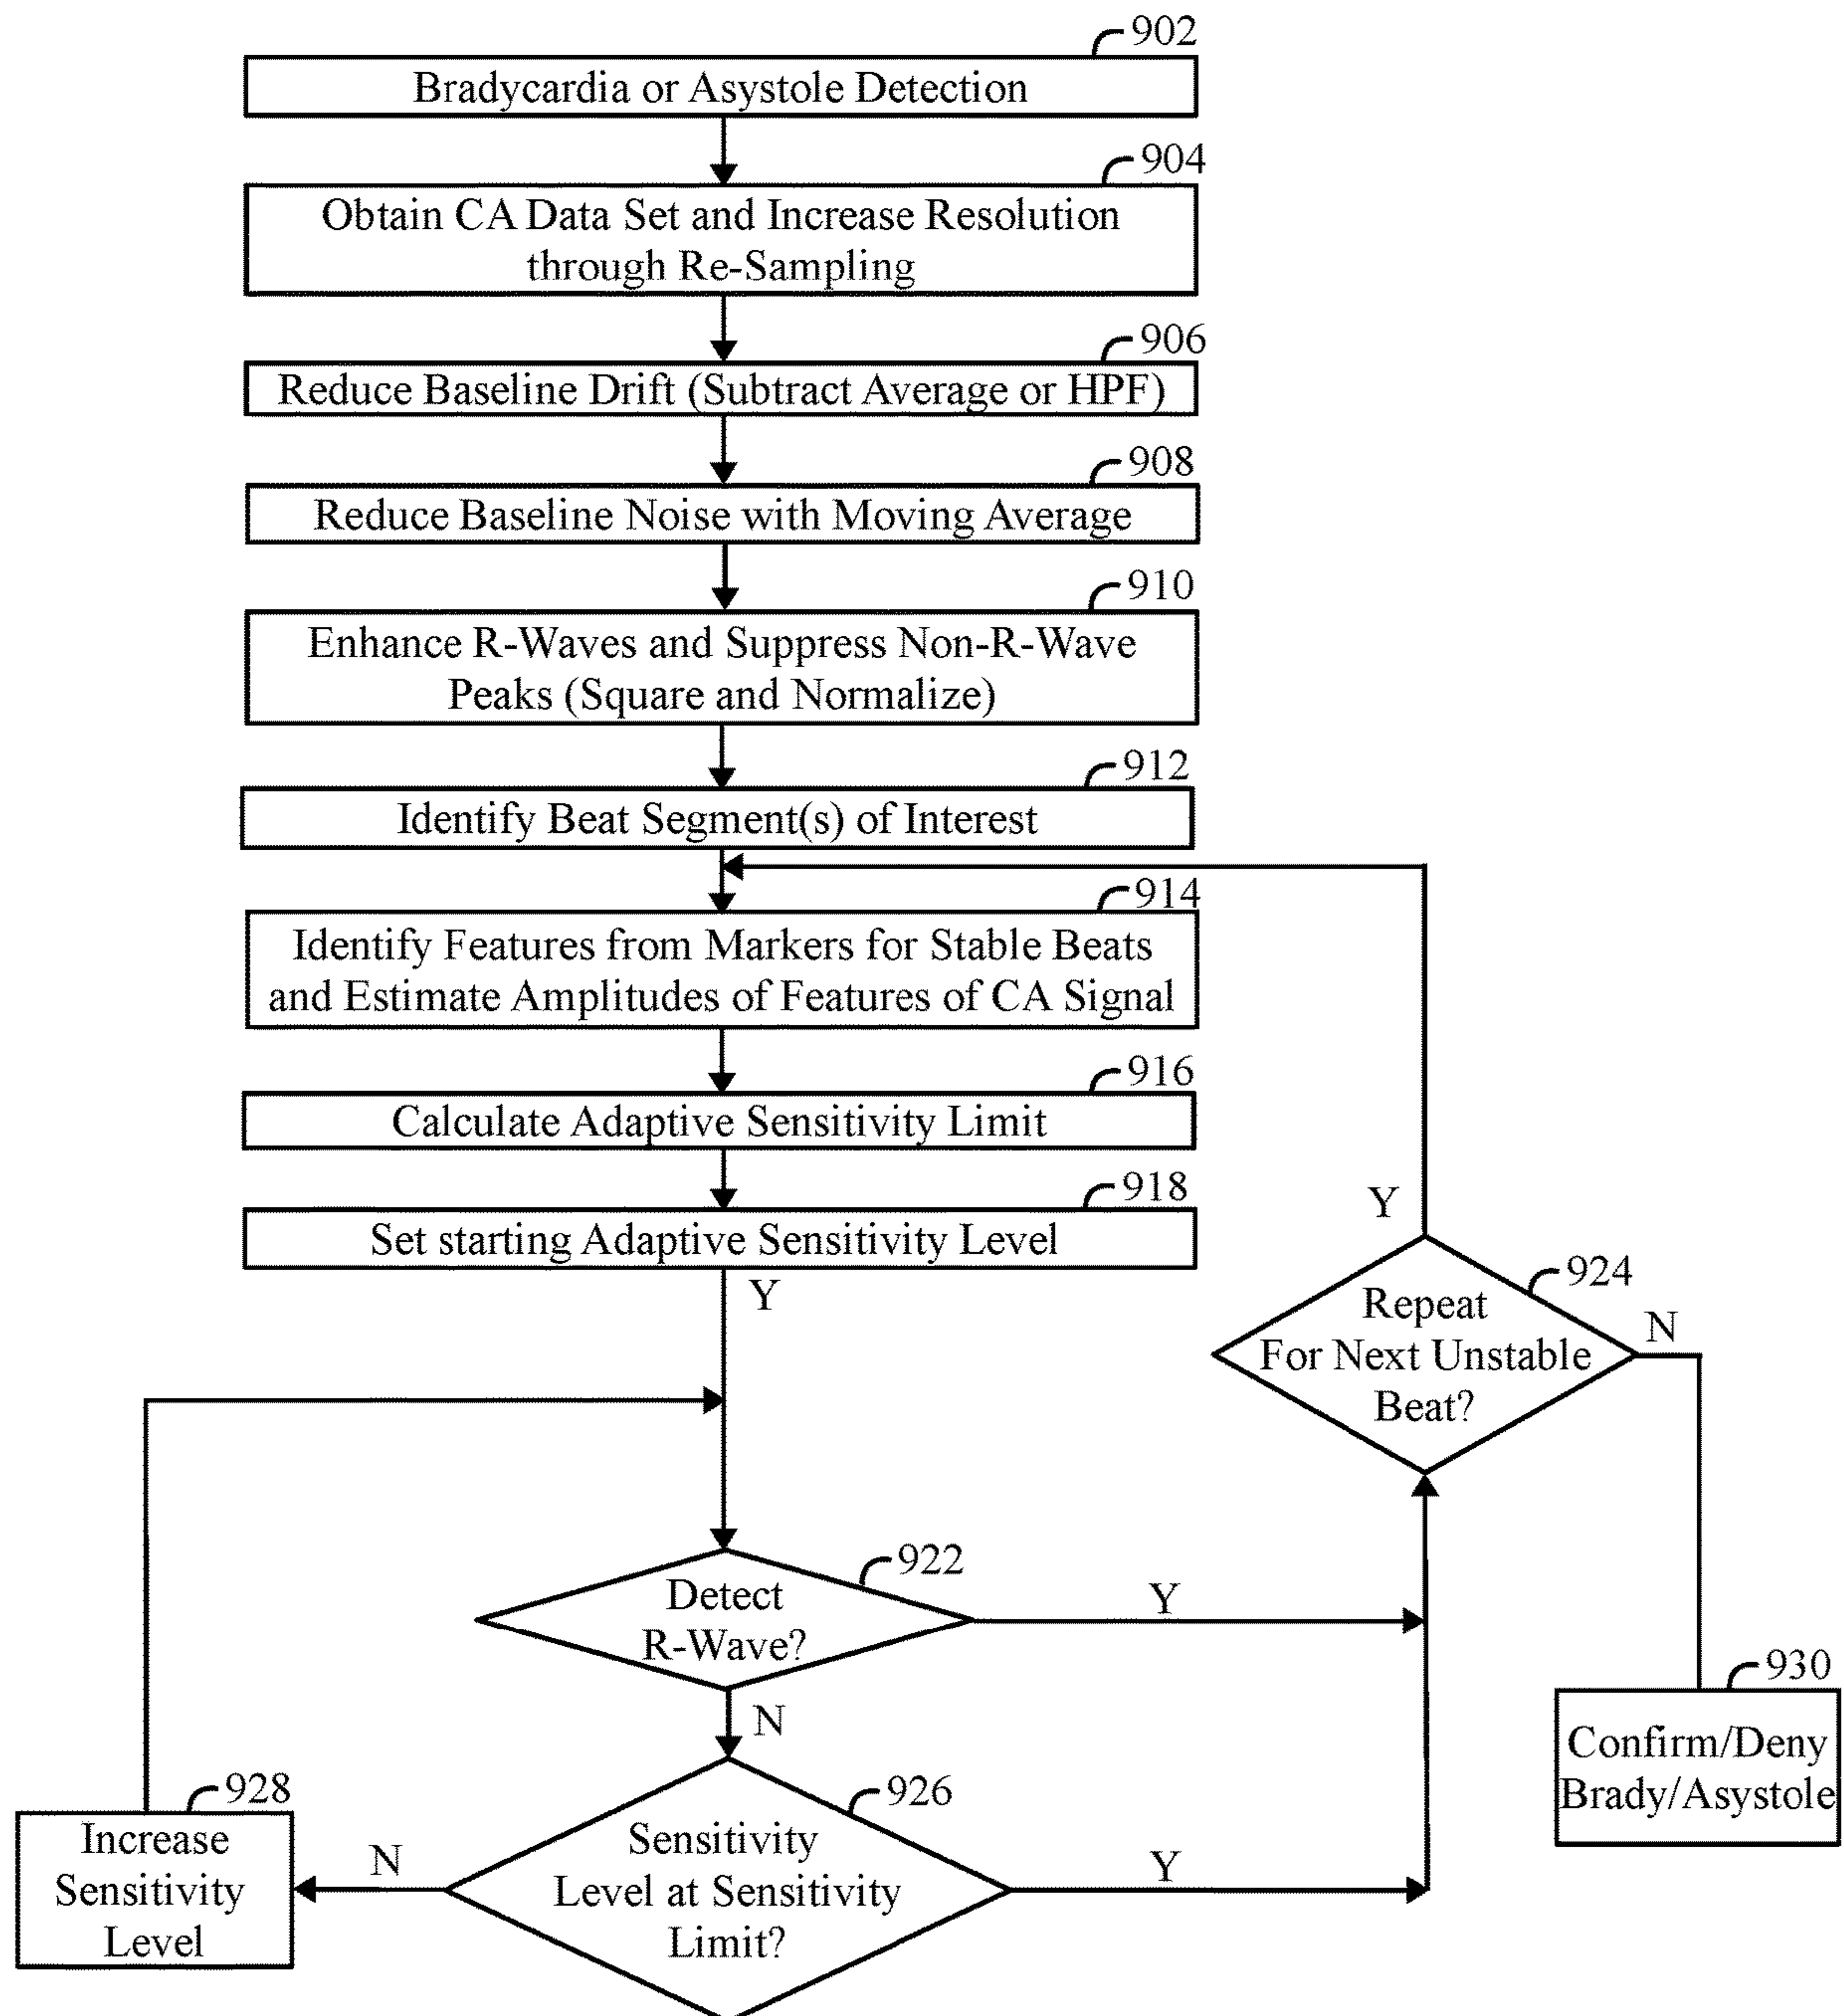 902
Bradycardia or Asystole Detection
904
Obtain CA Data Set and Increase Resolution
through Re-Sampling
906
Reduce Baseline Drift (Subtract Average or HPF)
908
Reduce Baseline Noise with Moving Average
910
Enhance R-Waves and Suppress Non-R-Wave
Peaks (Square and Normalize)
912
Identify Beat Segment(s) of Interest
914
Identify Features from Markers for Stable Beats
and Estimate Amplitudes of Features of CA Signal
916
Calculate Adaptive Sensitivity Limit
918
Set starting Adaptive Sensitivity Level
Y
Y
924
Repeat
For Next Unstable
Beat?
N
922
Detect
R-Wave?
Y
N
930
Confirm/Deny
Brady/Asystole
928
Increase
Sensitivity
Level
N
926
Sensitivity
Level at Sensitivity
Limit?
Y